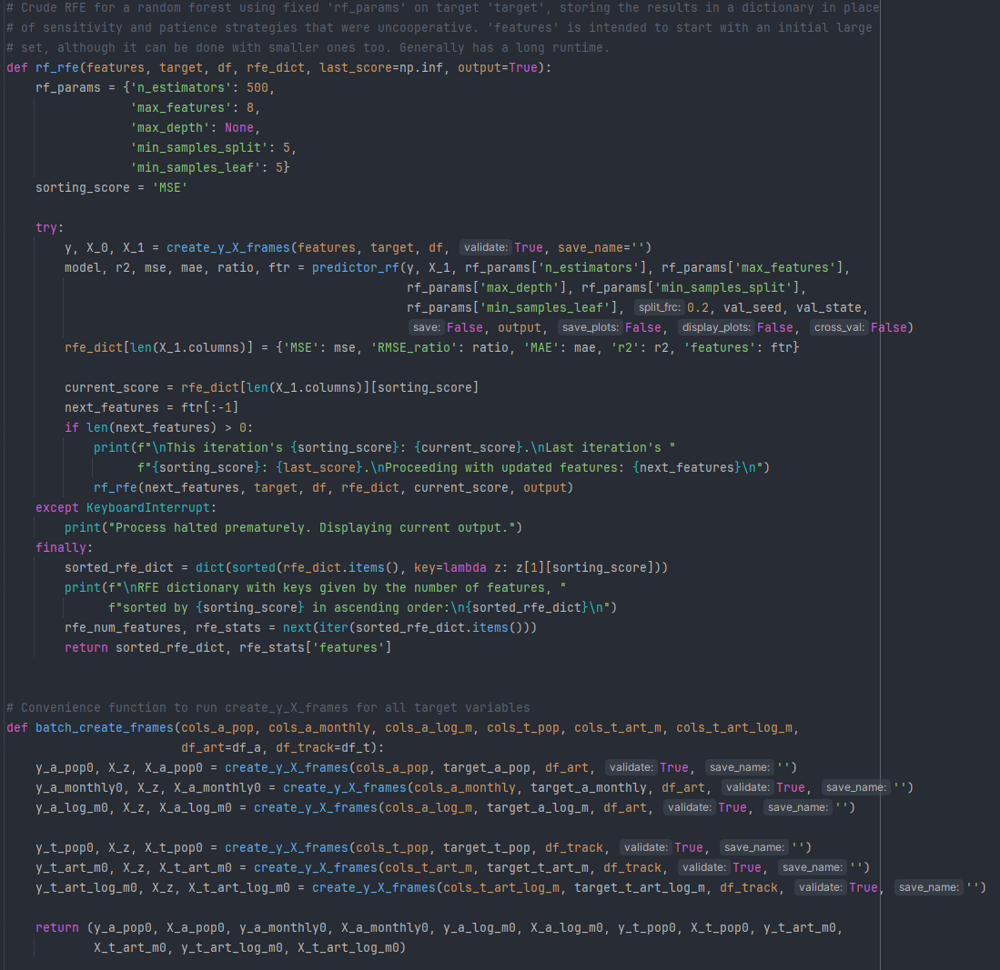 # Crude RFE for a random forest using fixed 'rf_params' on target 'target', storing the results in a dictionary in place
# of sensitivity and patience strategies that were uncooperative. 'features' is intended to start with an initial large
# set, although it can be done with smaller ones too. Generally has a long runtime.
def rf_rfe(features, target, df, rfe_dict, last_score=np.inf, output=True):
    rf_params = {'n_estimators': 500,
                 'max_features': 8,
                 'max_depth': None,
                 'min_samples_split': 5,
                 'min_samples_leaf': 5}
    sorting_score = 'MSE'

    try:
        y, X_0, X_1 = create_y_X_frames(features, target, df, validate: True, save_name='')
        model, r2, mse, mae, ratio, ftr = predictor_rf(y, X_1, rf_params['n_estimators'], rf_params['max_features'],
                                                       rf_params['max_depth'], rf_params['min_samples_split'],
                                                       rf_params['min_samples_leaf'], split_frc: 0.2, val_seed, val_state,
                                                       save: False, output, save_plots: False, display_plots: False, cross_val: False)
        rfe_dict[len(X_1.columns)] = {'MSE': mse, 'RMSE_ratio': ratio, 'MAE': mae, 'r2': r2, 'features': ftr}

        current_score = rfe_dict[len(X_1.columns)][sorting_score]
        next_features = ftr[:-1]
        if len(next_features) > 0:
            print(f"\nThis iteration's {sorting_score}: {current_score}.\nLast iteration's "
                  f"{sorting_score}: {last_score}.\nProceeding with updated features: {next_features}\n")
            rf_rfe(next_features, target, df, rfe_dict, current_score, output)
    except KeyboardInterrupt:
        print("Process halted prematurely. Displaying current output.")
    finally:
        sorted_rfe_dict = dict(sorted(rfe_dict.items(), key=lambda z: z[1][sorting_score]))
        print(f"\nRFE dictionary with keys given by the number of features, "
              f"sorted by {sorting_score} in ascending order:\n{sorted_rfe_dict}\n")
        rfe_num_features, rfe_stats = next(iter(sorted_rfe_dict.items()))
        return sorted_rfe_dict, rfe_stats['features']


# Convenience function to run create_y_X_frames for all target variables
def batch_create_frames(cols_a_pop, cols_a_monthly, cols_a_log_m, cols_t_pop, cols_t_art_m, cols_t_art_log_m,
                        df_art=df_a, df_track=df_t):
    y_a_pop0, X_z, X_a_pop0 = create_y_X_frames(cols_a_pop, target_a_pop, df_art, validate: True, save_name: '')
    y_a_monthly0, X_z, X_a_monthly0 = create_y_X_frames(cols_a_monthly, target_a_monthly, df_art, validate: True, save_name: '')
    y_a_log_m0, X_z, X_a_log_m0 = create_y_X_frames(cols_a_log_m, target_a_log_m, df_art, validate: True, save_name: '')

    y_t_pop0, X_z, X_t_pop0 = create_y_X_frames(cols_t_pop, target_t_pop, df_track, validate: True, save_name: '')
    y_t_art_m0, X_z, X_t_art_m0 = create_y_X_frames(cols_t_art_m, target_t_art_m, df_track, validate: True, save_name: '')
    y_t_art_log_m0, X_z, X_t_art_log_m0 = create_y_X_frames(cols_t_art_log_m, target_t_art_log_m, df_track, validate: True, save_name: '')

    return (y_a_pop0, X_a_pop0, y_a_monthly0, X_a_monthly0, y_a_log_m0, X_a_log_m0, y_t_pop0, X_t_pop0, y_t_art_m0,
            X_t_art_m0, y_t_art_log_m0, X_t_art_log_m0)